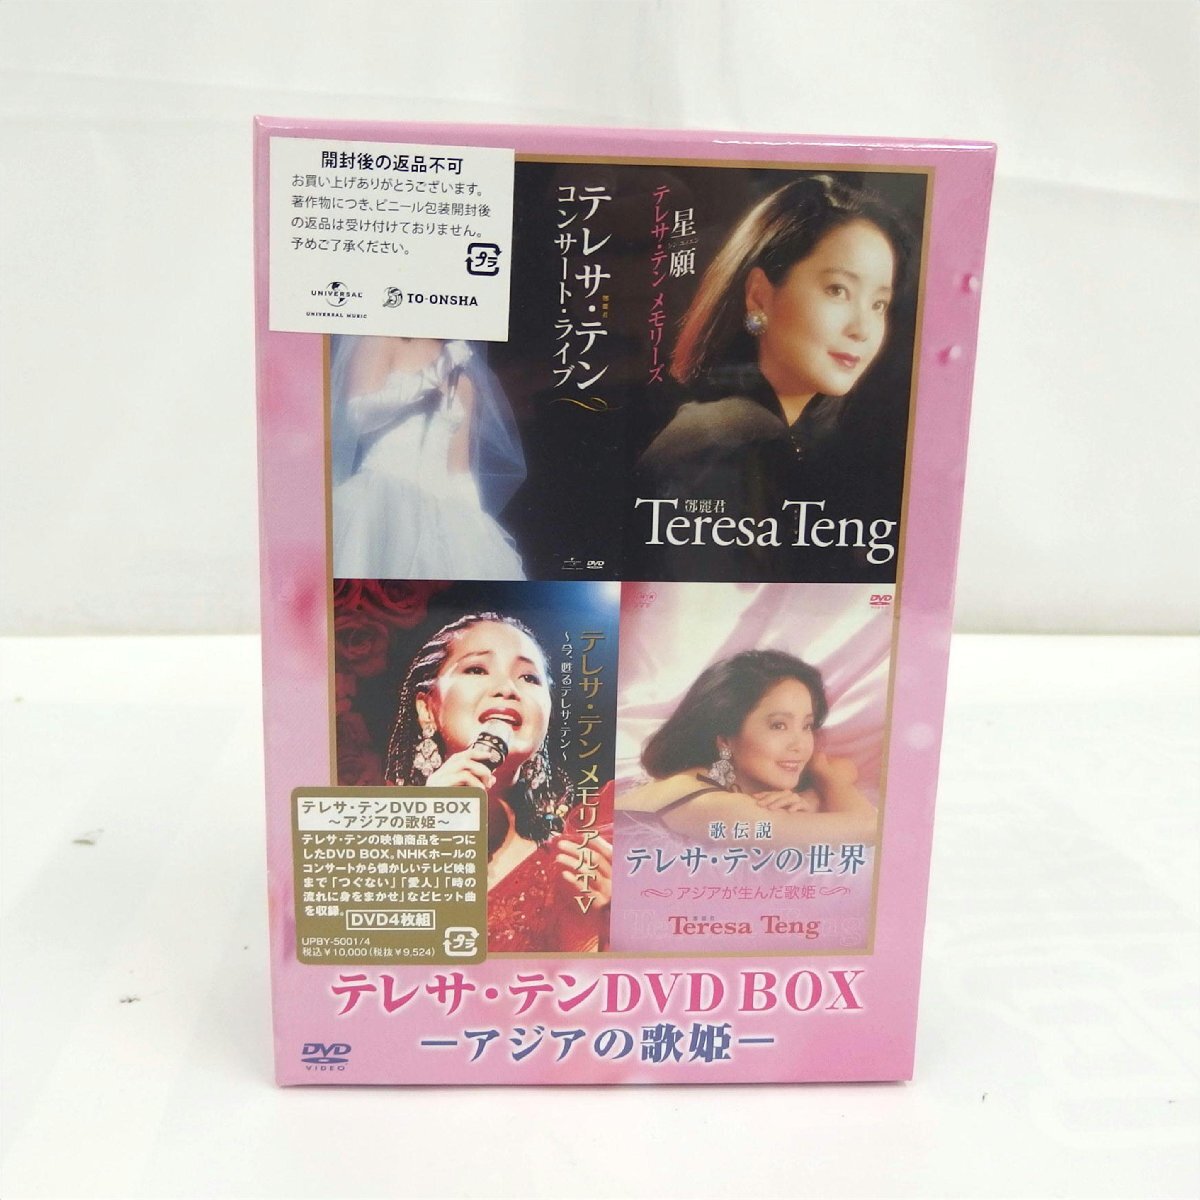 開封後の返品不可
お買い上げありがとうございます。
著作物につき、ビニール包装開封後
の返品は受け付けておりません。
予めご了承ください。
プラ
UNIVERSAL
UNIVERSAL MUSIC
TO-ONSHA
テレサ・テン
鄧麗君
コンサート・ライブ
DVD
星願
テレサ・テン メモリーズ
鄧麗君
Teresa Teng
テレサ・テン メモリアルTV
～今、甦るテレサ・テン～
DVD
歌伝説
テレサ・テンの世界
アジアが生んだ歌姫
Teresa Teng
テレサ・テンDVD BOX
～アジアの歌姫～
テレサ・テンの映像商品を一つに
したDVD BOX。NHKホールの
コンサートから懐かしいテレビ映像
まで「つぐない」「愛人」「時の
流れに身をまかせ」などヒット曲
を収録。 DVD4枚組
UPBY-5001/4
税込¥10,000(税抜¥9,524)
プラ
テレサ・テンDVD BOX
－アジアの歌姫－
DVD
VIDEO